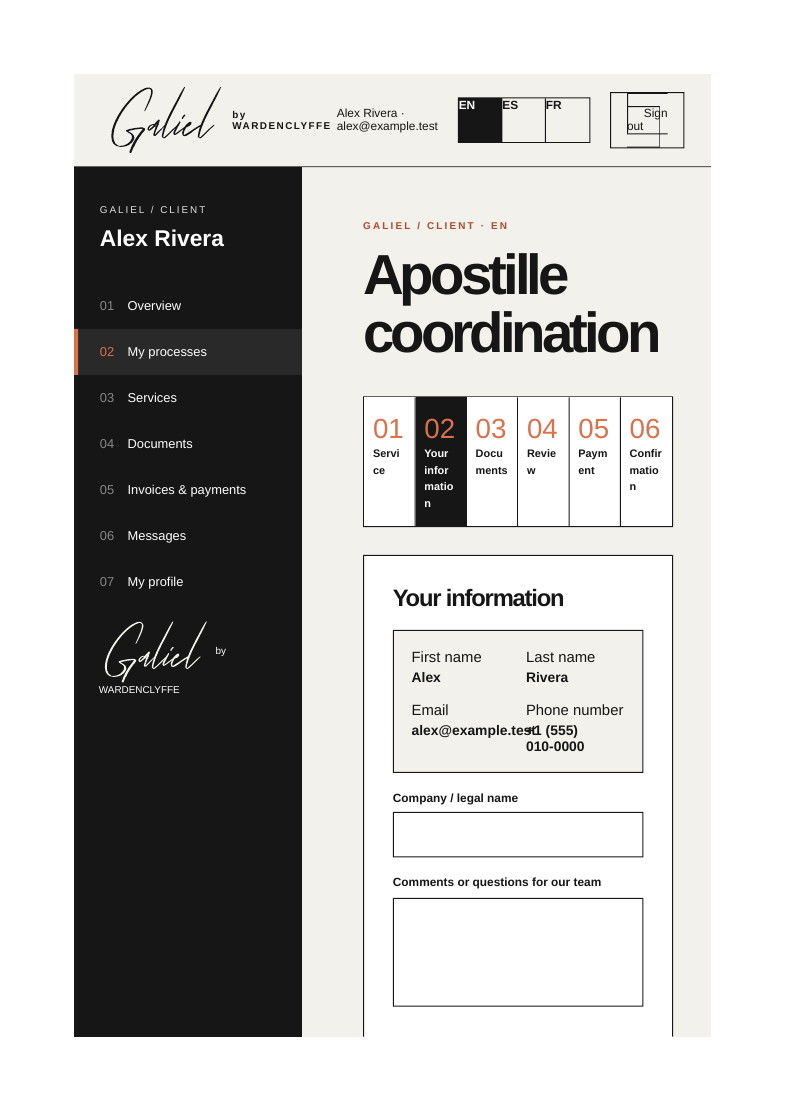 Galiel by
WARDENCLYFFE
Alex Rivera ·
alex@example.test
EN ES FR
Sign
out
GALIEL / CLIENT
Alex Rivera
01 Overview
02 My processes
03 Services
04 Documents
05 Invoices & payments
06 Messages
07 My profile
Galiel by
WARDENCLYFFE
GALIEL / CLIENT · EN
Apostille
coordination
01
Servi
ce
02
Your
infor
matio
n
03
Docu
ments
04
Revie
w
05
Paym
ent
06
Confir
matio
n
Your information
First name
Alex
Last name
Rivera
Email
alex@example.test
Phone number
+1 (555)
010-0000
Company / legal name
Comments or questions for our team